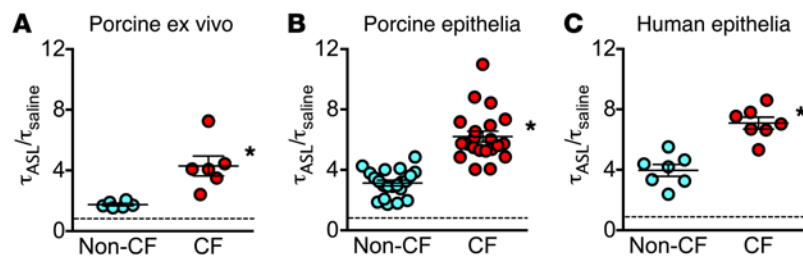 A Porcine ex vivo
τASL/τsaline
12
8
4
0
Non-CF CF
*
B Porcine epithelia
τASL/τsaline
12
8
4
0
Non-CF CF
*
C Human epithelia
τASL/τsaline
12
8
4
0
Non-CF CF
*